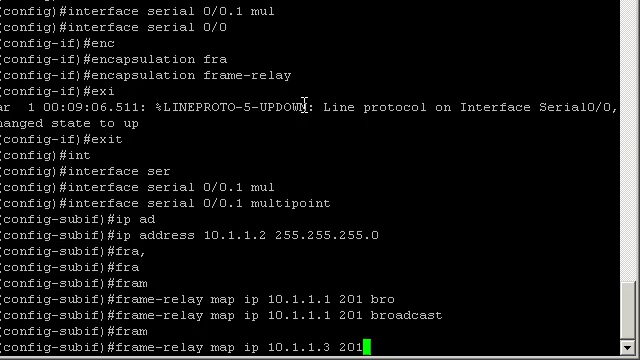 (config)#interface serial 0/0.1 mul
(config)#interface serial 0/0
(config-if)#enc
(config-if)#encapsulation fra
(config-if)#encapsulation frame-relay
(config-if)#exi
ar  1 00:09:06.511: %LINEPROTO-5-UPDOWN: Line protocol on Interface Serial0/0,
hanged state to up
(config-if)#exit
(config)#int
(config)#interface ser
(config)#interface serial 0/0.1 mul
(config)#interface serial 0/0.1 multipoint
(config-subif)#ip ad
(config-subif)#ip address 10.1.1.2 255.255.255.0
(config-subif)#fra,
(config-subif)#fra
(config-subif)#fram
(config-subif)#frame-relay map ip 10.1.1.1 201 bro
(config-subif)#frame-relay map ip 10.1.1.1 201 broadcast
(config-subif)#fram
(config-subif)#frame-relay map ip 10.1.1.3 201